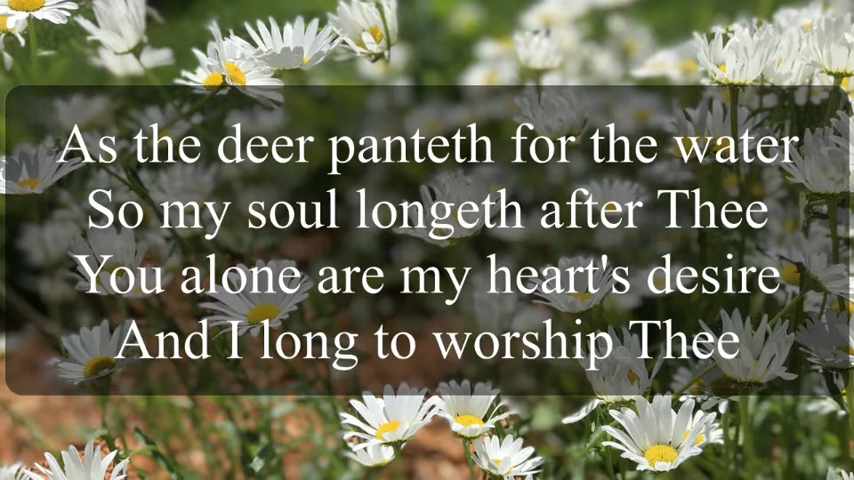 As the deer panteth for the water
So my soul longeth after Thee
You alone are my heart's desire
And I long to worship Thee